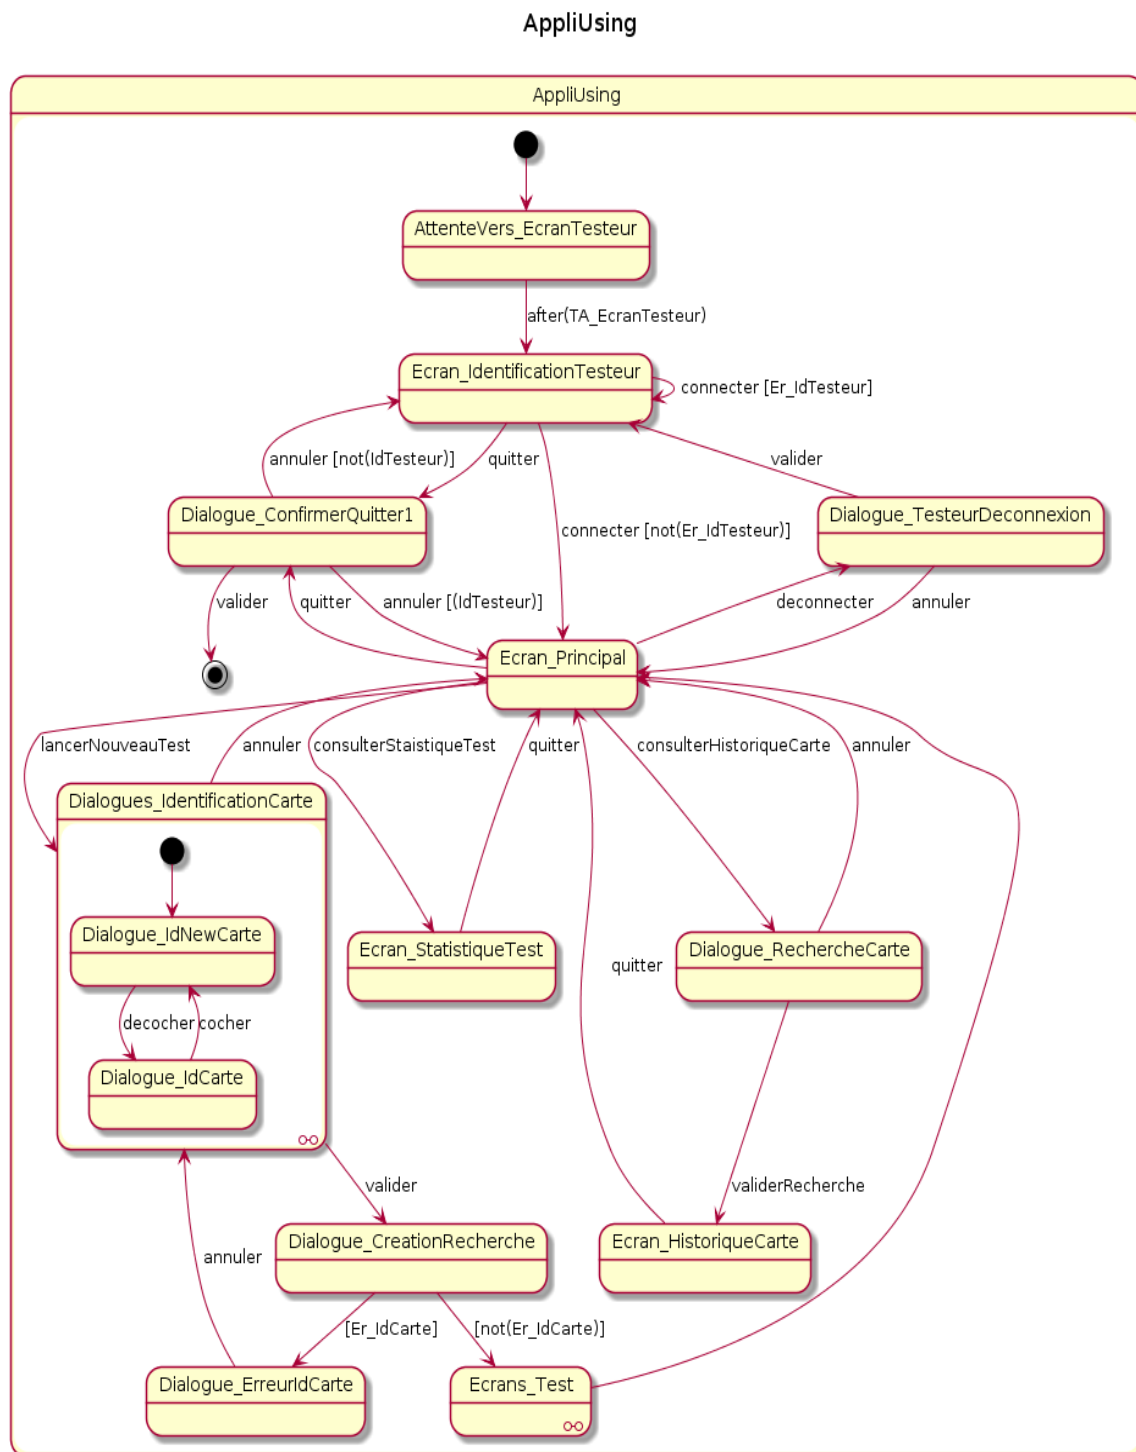 AppliUsing
AppliUsing
AttenteVers_EcranTesteur
after(TA_EcranTesteur)
Ecran_IdentificationTesteur
connecter [Er_IdTesteur]
annuler [not(IdTesteur)]
quitter
valider
Dialogue_ConfirmerQuitter1
connecter [not(Er_IdTesteur)]
Dialogue_TesteurDeconnexion
valider
quitter
annuler [(IdTesteur)]
deconnecter
annuler
Ecran_Principal
lancerNouveauTest
annuler
consulterStaistiqueTest
quitter
consulterHistoriqueCarte
annuler
Dialogues_IdentificationCarte
Dialogue_IdNewCarte
Ecran_StatistiqueTest
quitter
Dialogue_RechercheCarte
decocher
cocher
Dialogue_IdCarte
valider
validerRecherche
Dialogue_CreationRecherche
Ecran_HistoriqueCarte
annuler
[Er_IdCarte]
[not(Er_IdCarte)]
Dialogue_ErreurIdCarte
Ecrans_Test